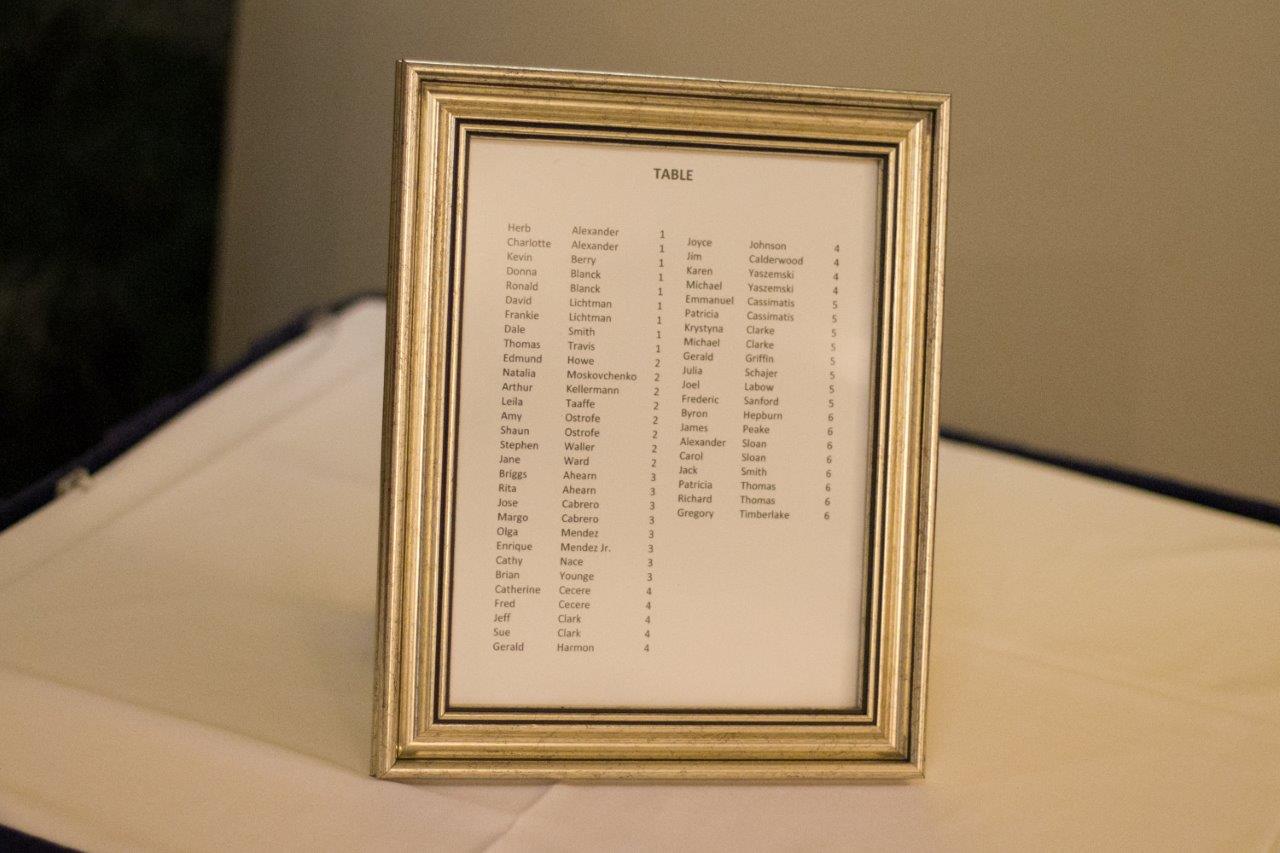 TABLE
Herb Alexander 1
Charlotte Alexander 1
Kevin Berry 1
Donna Blanck 1
Ronald Blanck 1
David Lichtman 1
Frankie Lichtman 1
Dale Smith 1
Thomas Travis 1
Edmund Howe 2
Natalia Moskovchenko 2
Arthur Kellermann 2
Leila Taaffe 2
Amy Ostrofe 2
Shaun Ostrofe 2
Stephen Waller 2
Jane Ward 2
Briggs Ahearn 3
Rita Ahearn 3
Jose Cabrero 3
Margo Cabrero 3
Olga Mendez 3
Enrique Mendez Jr. 3
Cathy Nace 3
Brian Younge 3
Catherine Cecere 4
Fred Cecere 4
Jeff Clark 4
Sue Clark 4
Gerald Harmon 4
Joyce Johnson 4
Jim Calderwood 4
Karen Yaszemski 4
Michael Yaszemski 4
Emmanuel Cassimatis 5
Patricia Cassimatis 5
Krystyna Clarke 5
Michael Clarke 5
Gerald Griffin 5
Julia Schajer 5
Joel Labow 5
Frederic Sanford 5
Byron Hepburn 6
James Peake 6
Alexander Sloan 6
Carol Sloan 6
Jack Smith 6
Patricia Thomas 6
Richard Thomas 6
Gregory Timberlake 6